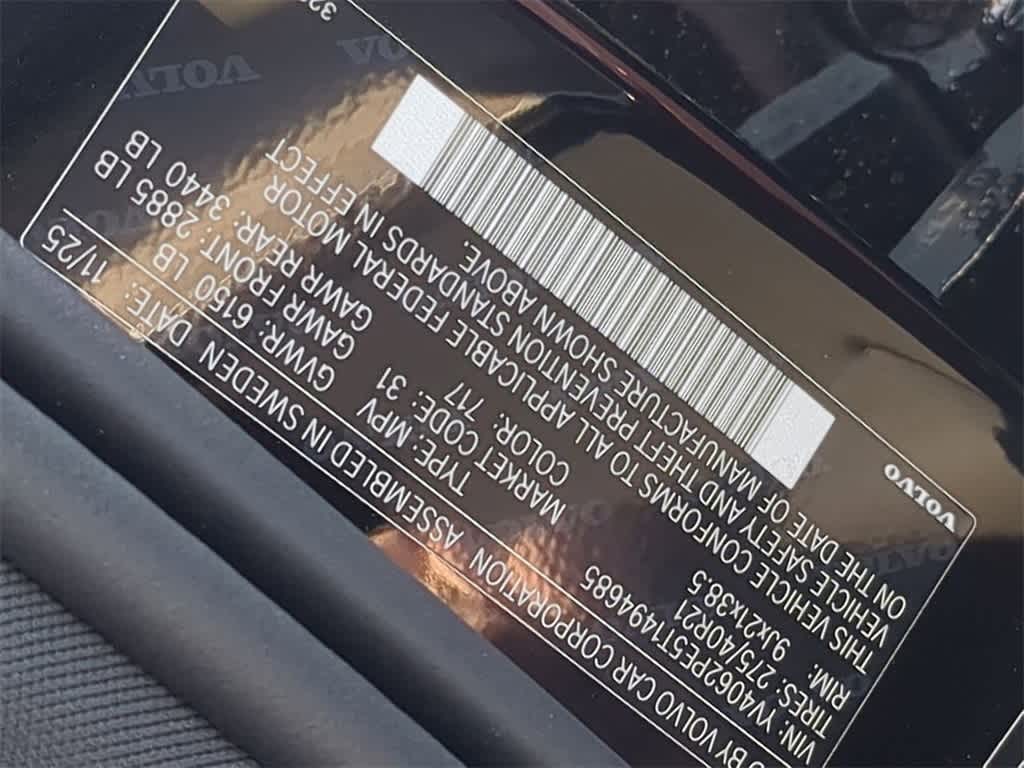 BY VOLVO CAR CORPORATION ASSEMBLED IN SWEDEN DATE: 11/25
VIN: YV4062PE5T1494685 TYPE: MPV GVWR: 6150 LB
TIRES: 275/40R21 MARKET CODE: 31 GAWR FRONT: 2885 LB
RIM: 9Jx21x38.5 COLOR: 717 GAWR REAR: 3440 LB
THIS VEHICLE CONFORMS TO ALL APPLICABLE FEDERAL MOTOR
VEHICLE SAFETY AND THEFT PREVENTION STANDARDS IN EFFECT
ON THE DATE OF MANUFACTURE SHOWN ABOVE.
VOLVO